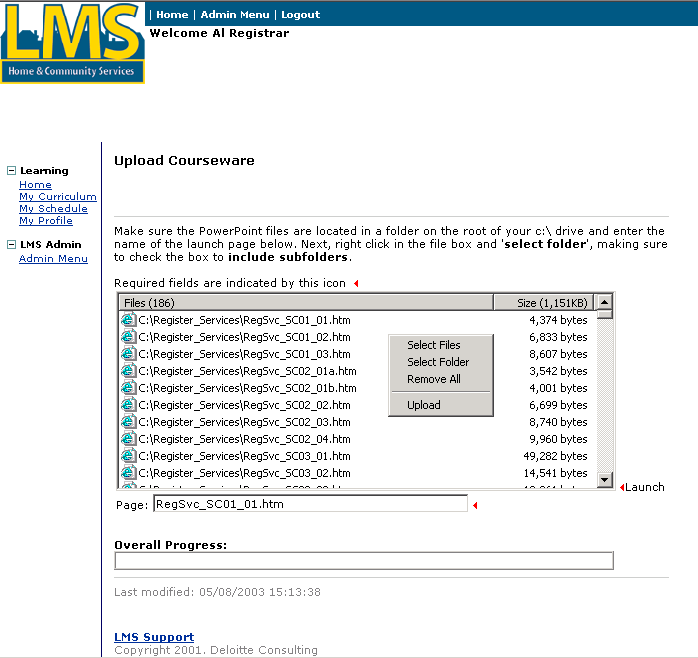 | Home | Admin Menu | Logout
LMS
Home & Community Services
Welcome Al Registrar
Learning
Home
My Curriculum
My Schedule
My Profile
LMS Admin
Admin Menu
Upload Courseware
Make sure the PowerPoint files are located in a folder on the root of your c:\ drive and enter the
name of the launch page below. Next, right click in the file box and 'select folder', making sure
to check the box to include subfolders.
Required fields are indicated by this icon
Files (186) Size (1,151KB)
C:\Register_Services\RegSvc_SC01_01.htm 4,374 bytes
C:\Register_Services\RegSvc_SC01_02.htm 6,833 bytes
C:\Register_Services\RegSvc_SC01_03.htm 8,607 bytes
C:\Register_Services\RegSvc_SC02_01a.htm 3,542 bytes
C:\Register_Services\RegSvc_SC02_01b.htm 4,001 bytes
C:\Register_Services\RegSvc_SC02_02.htm 6,699 bytes
C:\Register_Services\RegSvc_SC02_03.htm 8,740 bytes
C:\Register_Services\RegSvc_SC02_04.htm 9,960 bytes
C:\Register_Services\RegSvc_SC03_01.htm 49,282 bytes
C:\Register_Services\RegSvc_SC03_02.htm 14,541 bytes
Select Files
Select Folder
Remove All
Upload
Launch
Page: RegSvc_SC01_01.htm
Overall Progress:
Last modified: 05/08/2003 15:13:38
LMS Support
Copyright 2001. Deloitte Consulting